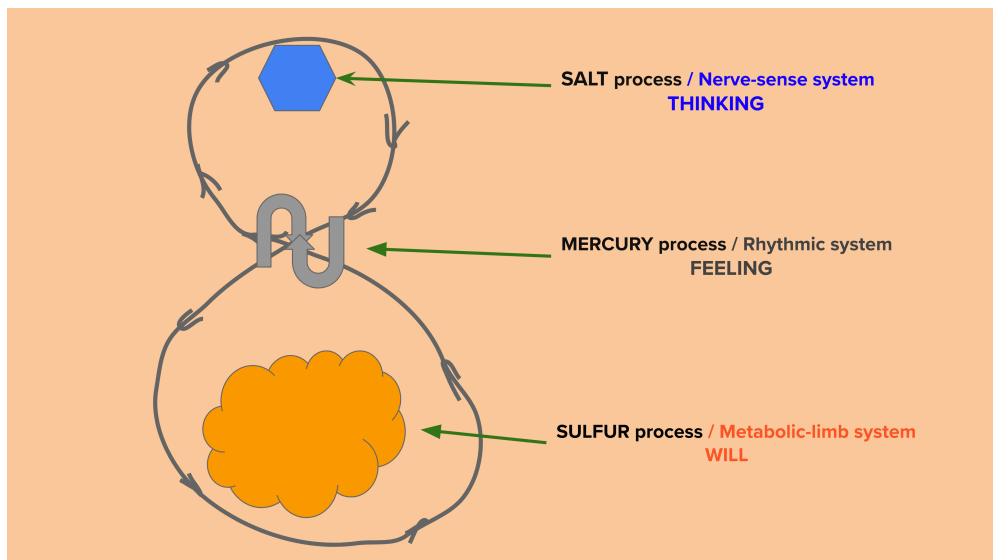 SALT process / Nerve-sense system
THINKING
MERCURY process / Rhythmic system
FEELING
SULFUR process / Metabolic-limb system
WILL